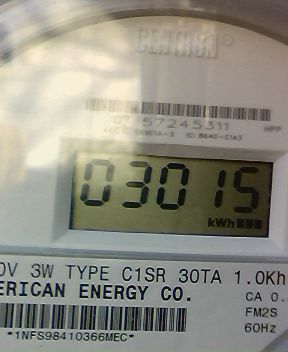 CENTRON
57245311
HPP
03015
kWh
0V 3W TYPE C1SR 30TA 1.0Kh
ERICAN ENERGY CO.
CA 0.
FM2S
60Hz
*1NFS98410366MEC*